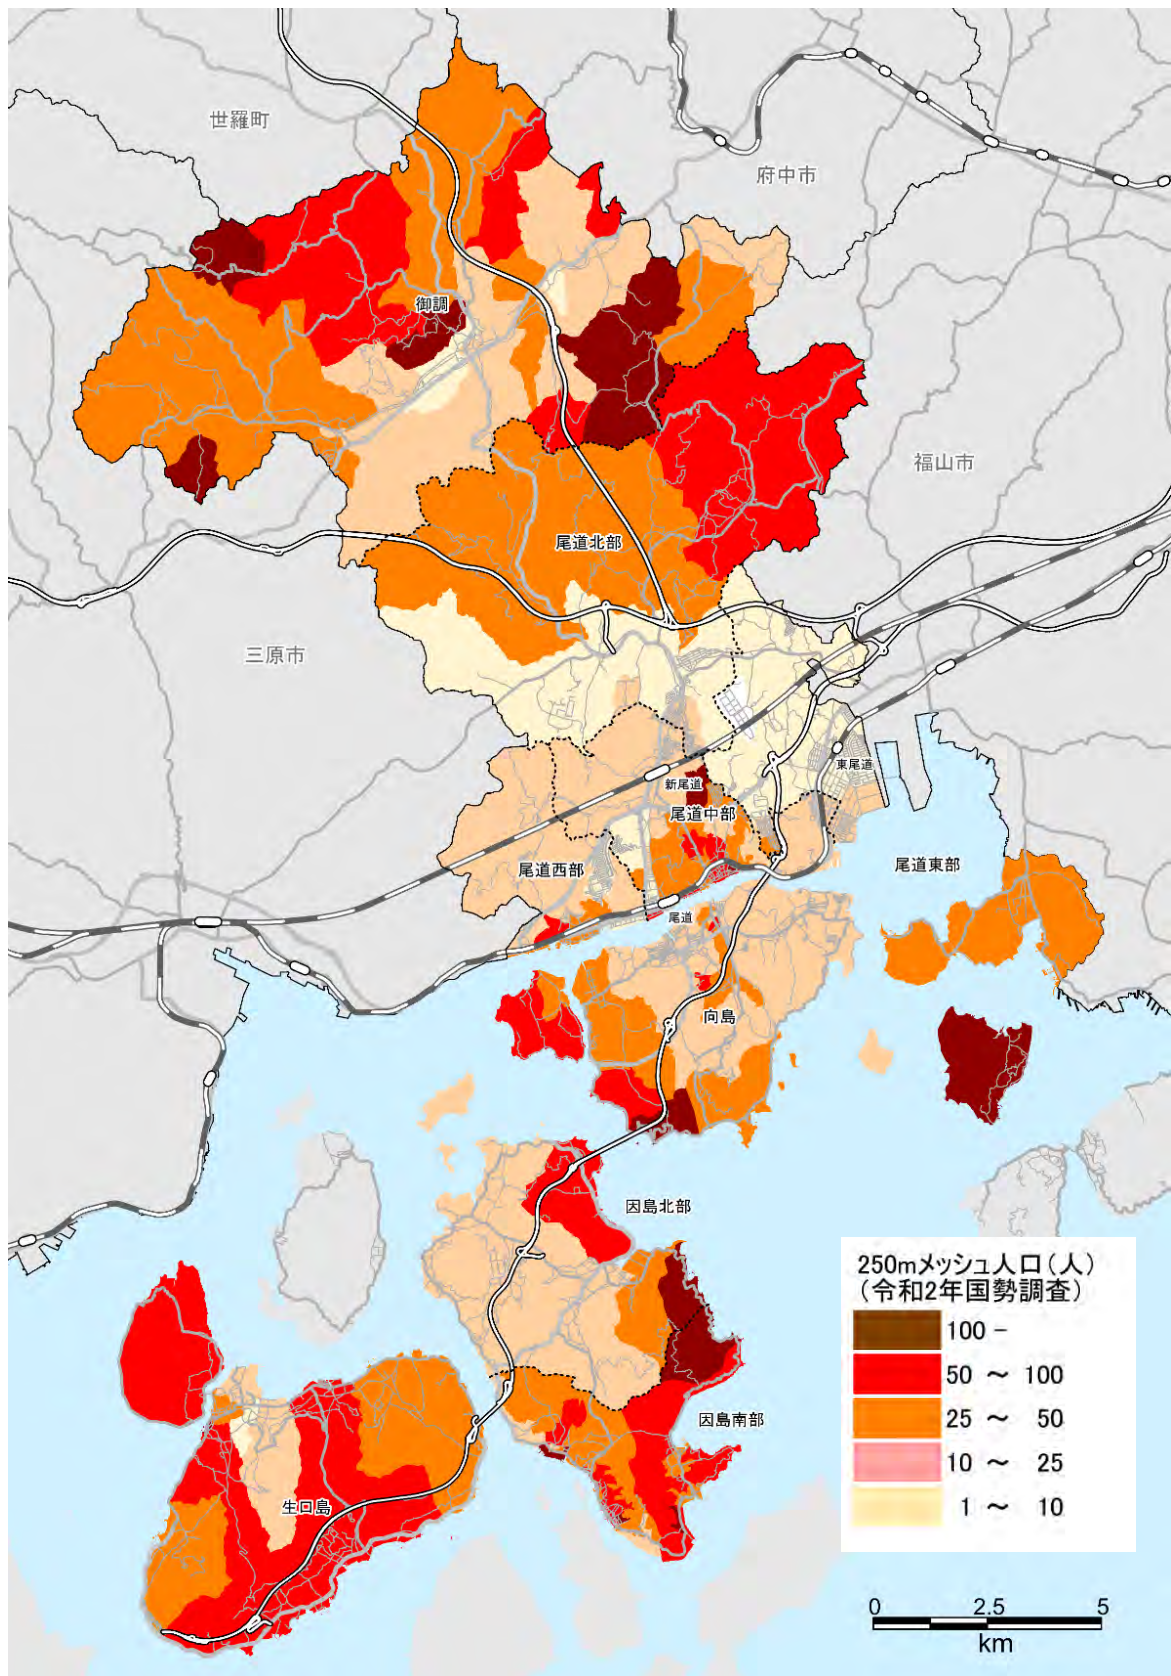 世羅町
府中市
御調
福山市
尾道北部
三原市
東尾道
新尾道
尾道中部
尾道西部
尾道東部
尾道
向島
因島北部
250mメッシュ人口(人)
(令和2年国勢調査)
100 -
50 ~ 100
25 ~ 50
10 ~ 25
1 ~ 10
因島南部
生口島
0 2.5 5
km